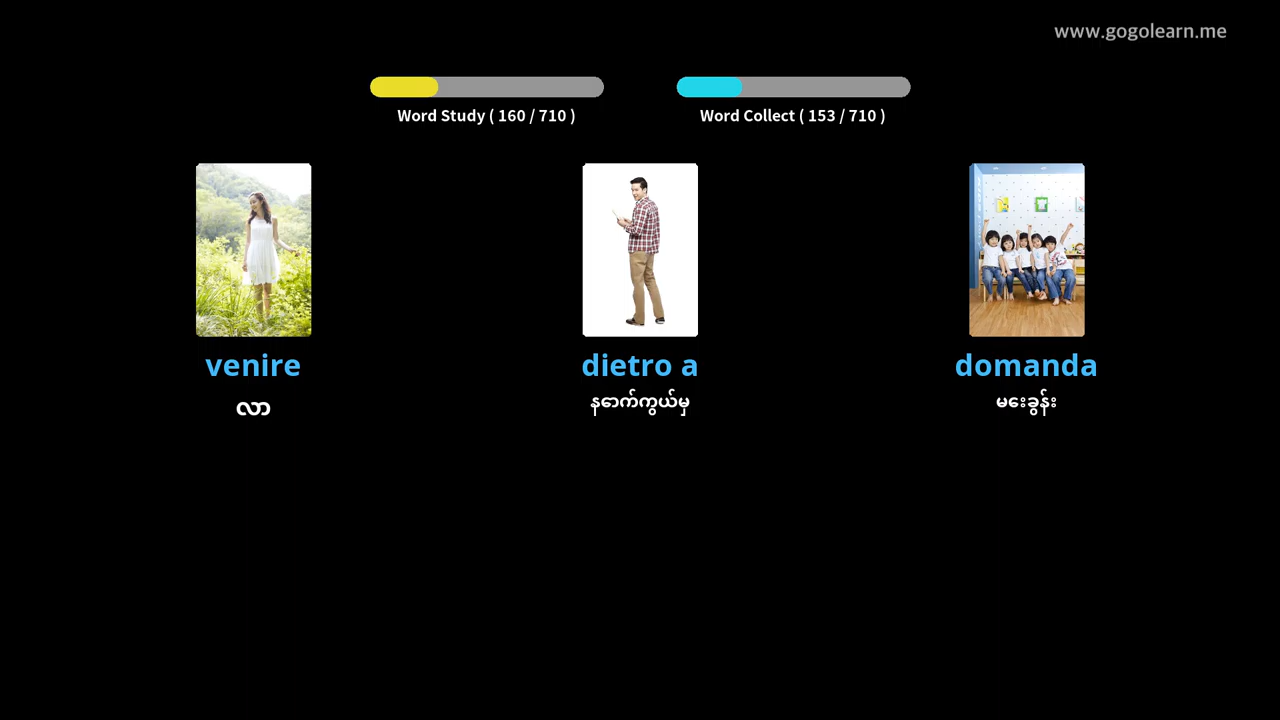 www.gogolearn.me
Word Study ( 160 / 710 )
Word Collect ( 153 / 710 )
venire
လာ
dietro a
နောက်ကွယ်မှ
domanda
မေးခွန်း